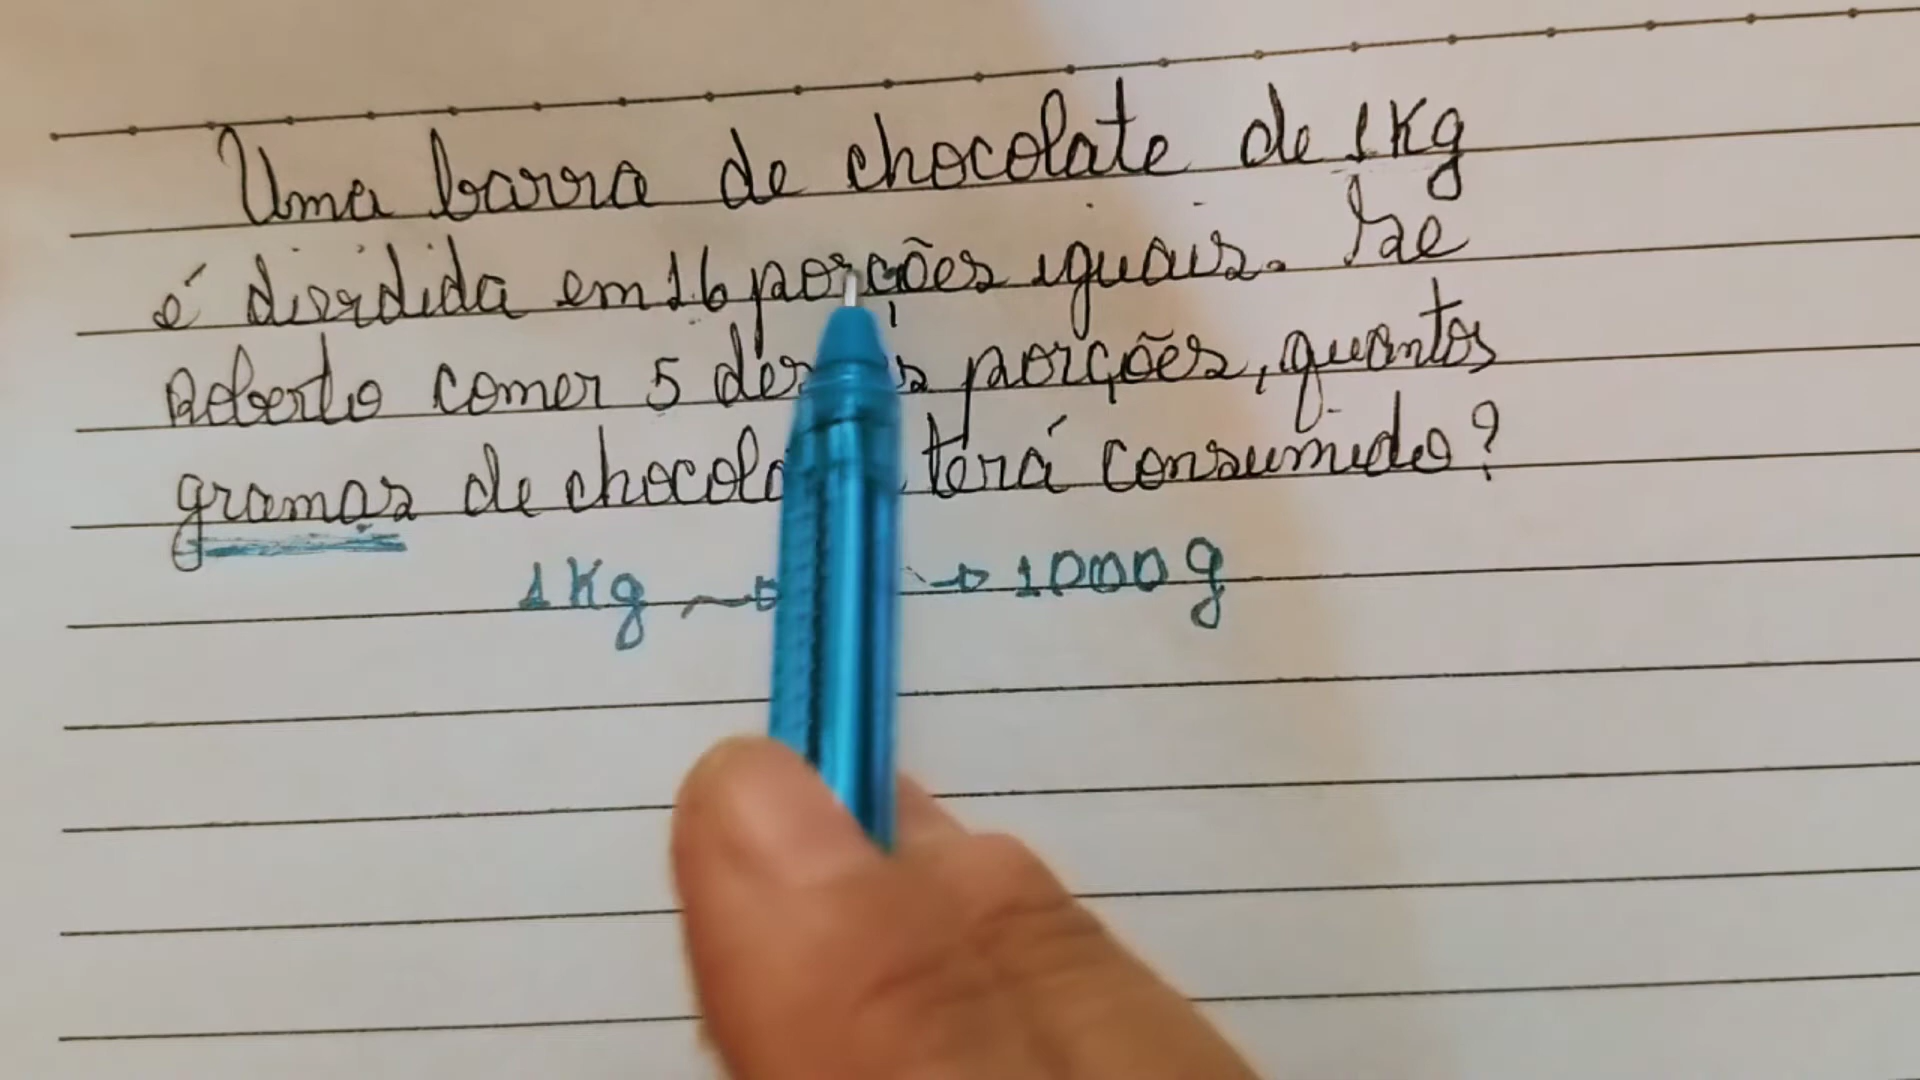 Uma barra de chocolate de 1Kg
é dividida em 16 porções iguais. Se
Roberto comer 5 porções, quantos
gramas de terá consumido?
1Kg → → 1000g